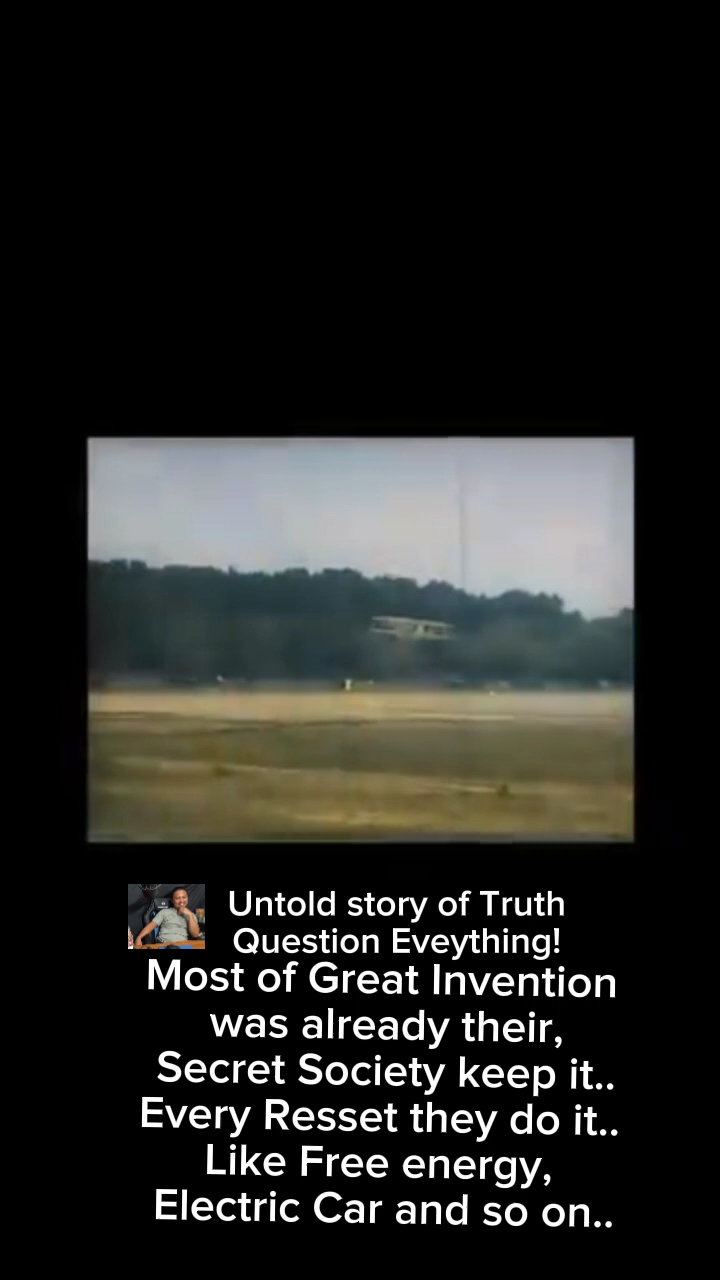 Untold story of Truth
Question Eveything!
Most of Great Invention
was already their,
Secret Society keep it..
Every Resset they do it..
Like Free energy,
Electric Car and so on..